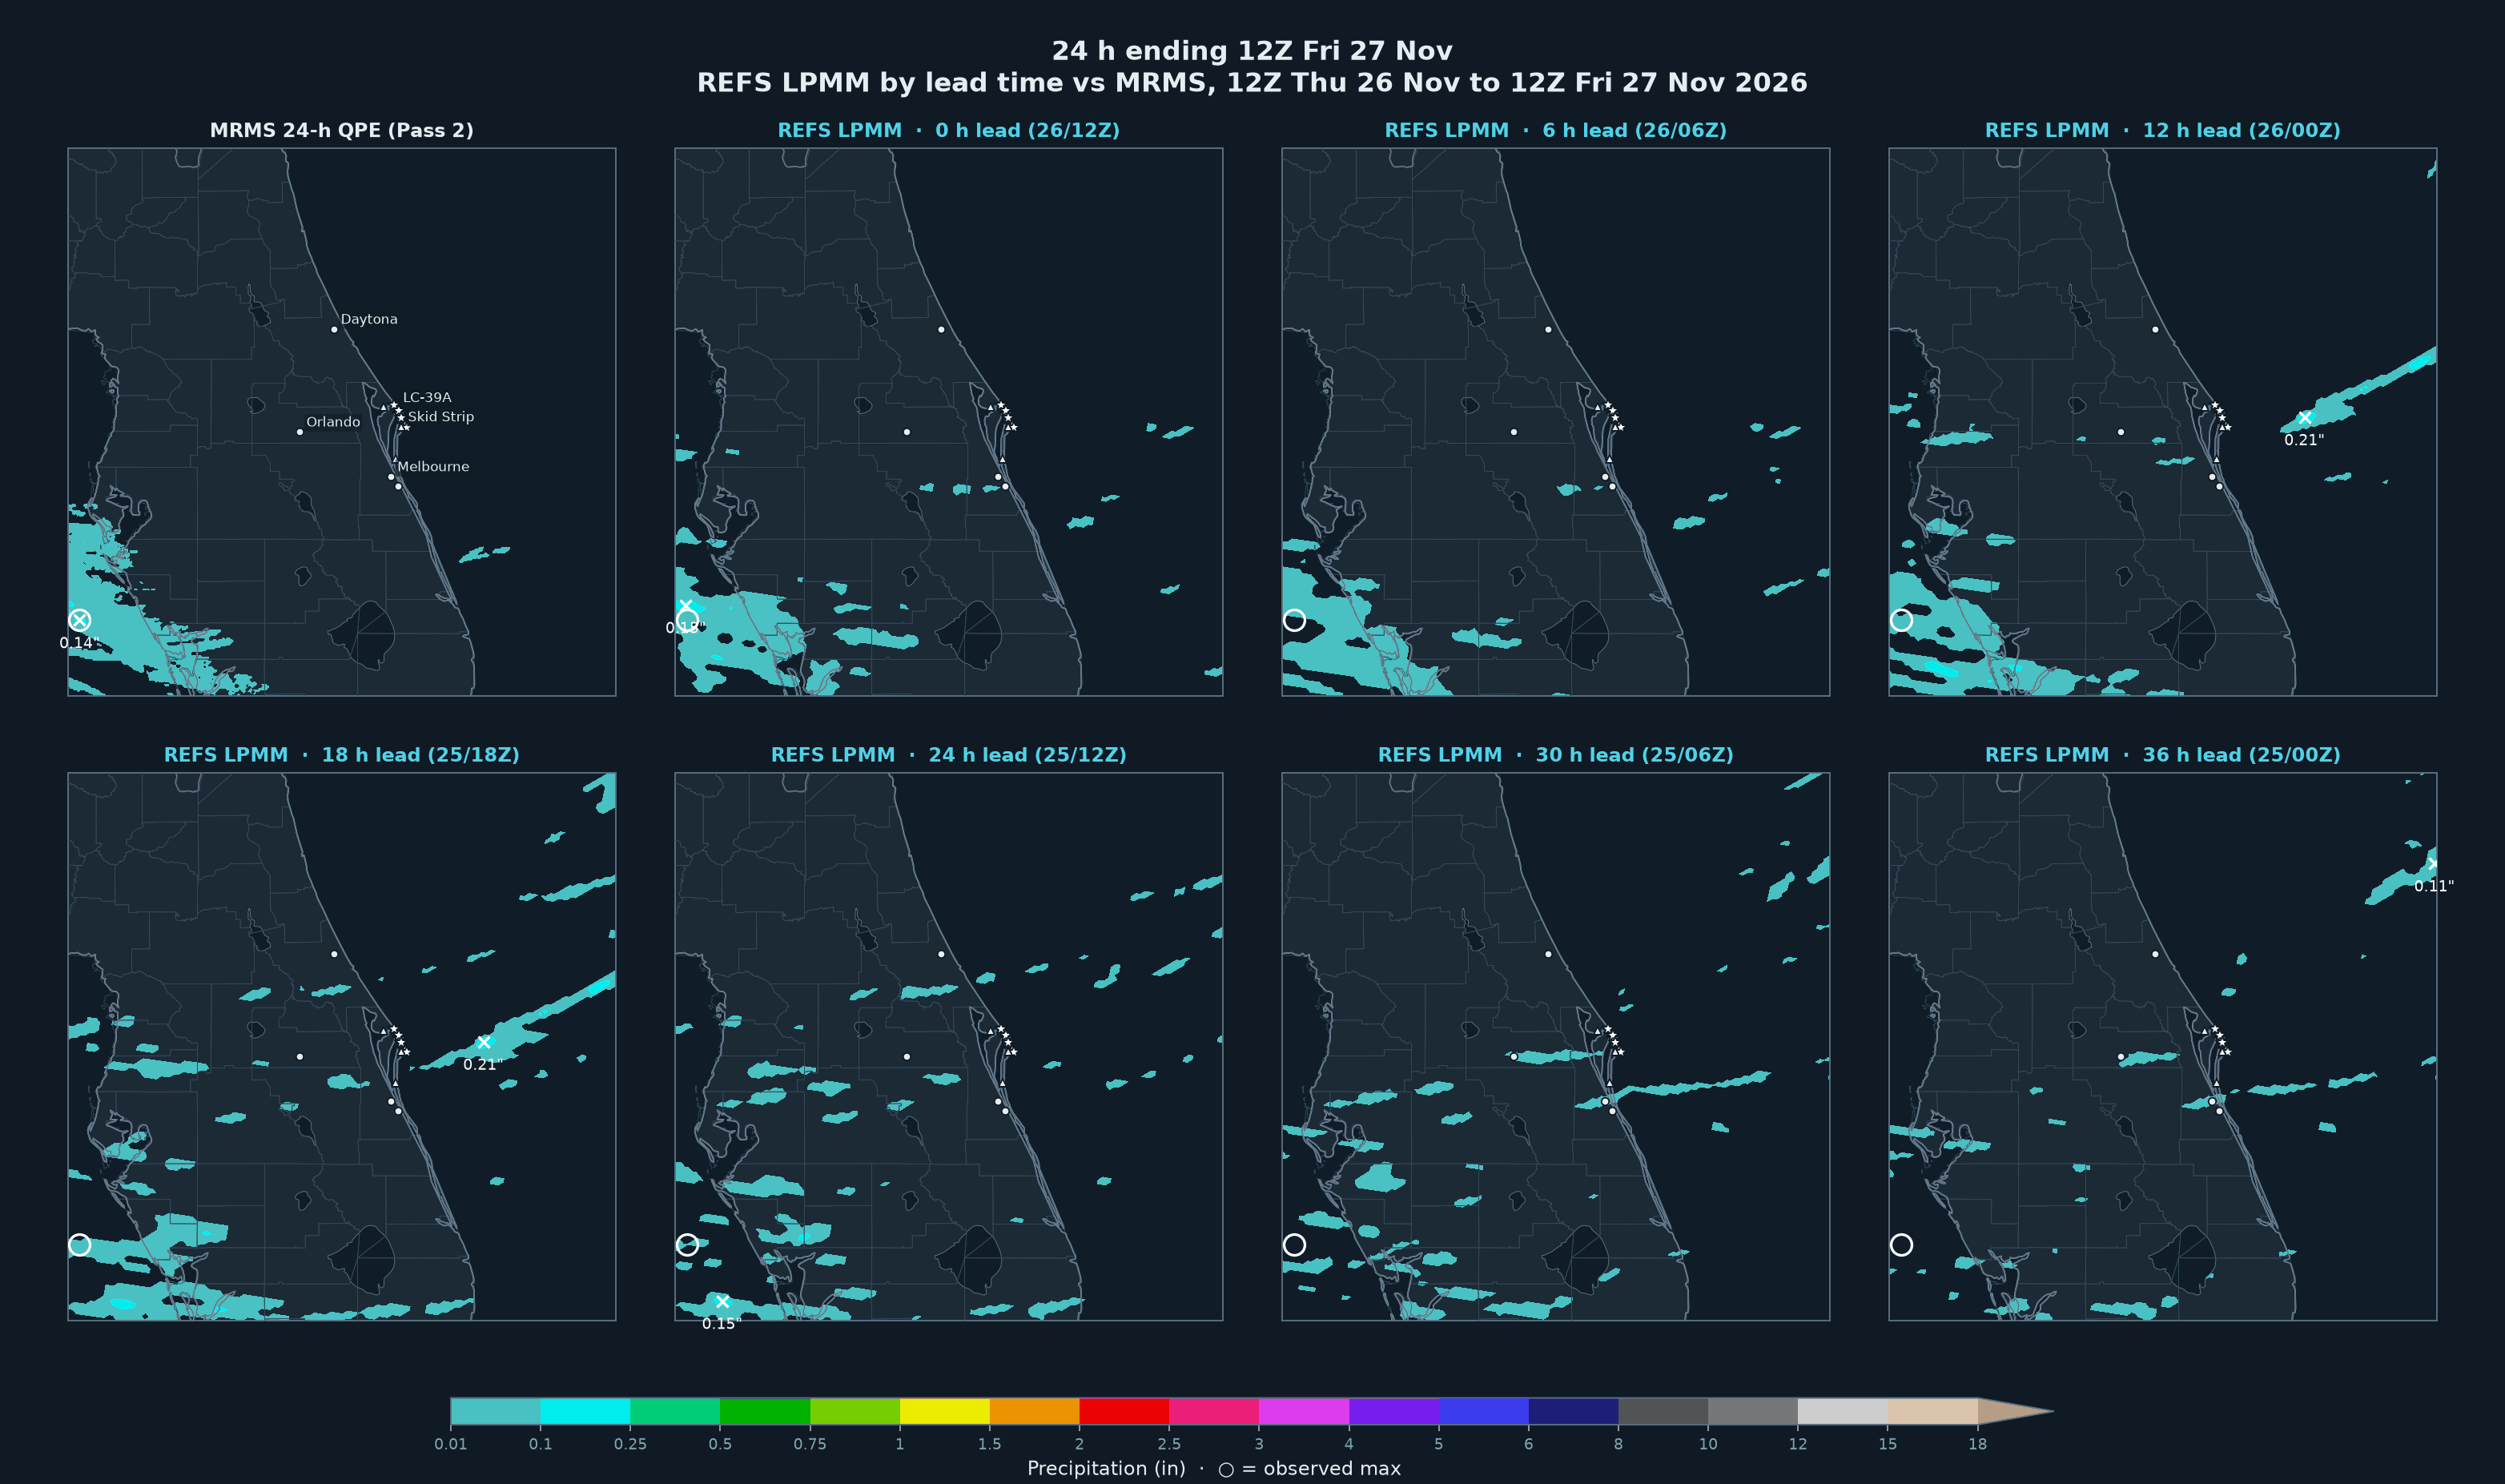 24 h ending 12Z Fri 27 Nov
REFS LPMM by lead time vs MRMS, 12Z Thu 26 Nov to 12Z Fri 27 Nov 2026
MRMS 24-h QPE (Pass 2)
REFS LPMM · 0 h lead (26/12Z)
REFS LPMM · 6 h lead (26/06Z)
REFS LPMM · 12 h lead (26/00Z)
Daytona
LC-39A
Skid Strip
Orlando
Melbourne
0.14"
0.15"
0.21"
REFS LPMM · 18 h lead (25/18Z)
REFS LPMM · 24 h lead (25/12Z)
REFS LPMM · 30 h lead (25/06Z)
REFS LPMM · 36 h lead (25/00Z)
0.21"
0.15"
0.11"
0.01 0.1 0.25 0.5 0.75 1 1.5 2 2.5 3 4 5 6 8 10 12 15 18
Precipitation (in) · ○ = observed max